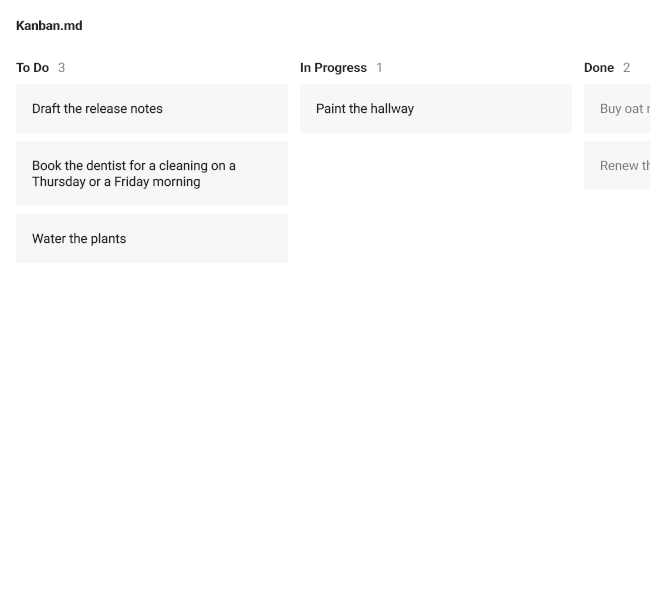 Kanban.md
To Do 3
Draft the release notes
Book the dentist for a cleaning on a
Thursday or a Friday morning
Water the plants
In Progress 1
Paint the hallway
Done 2
Buy oat
Renew